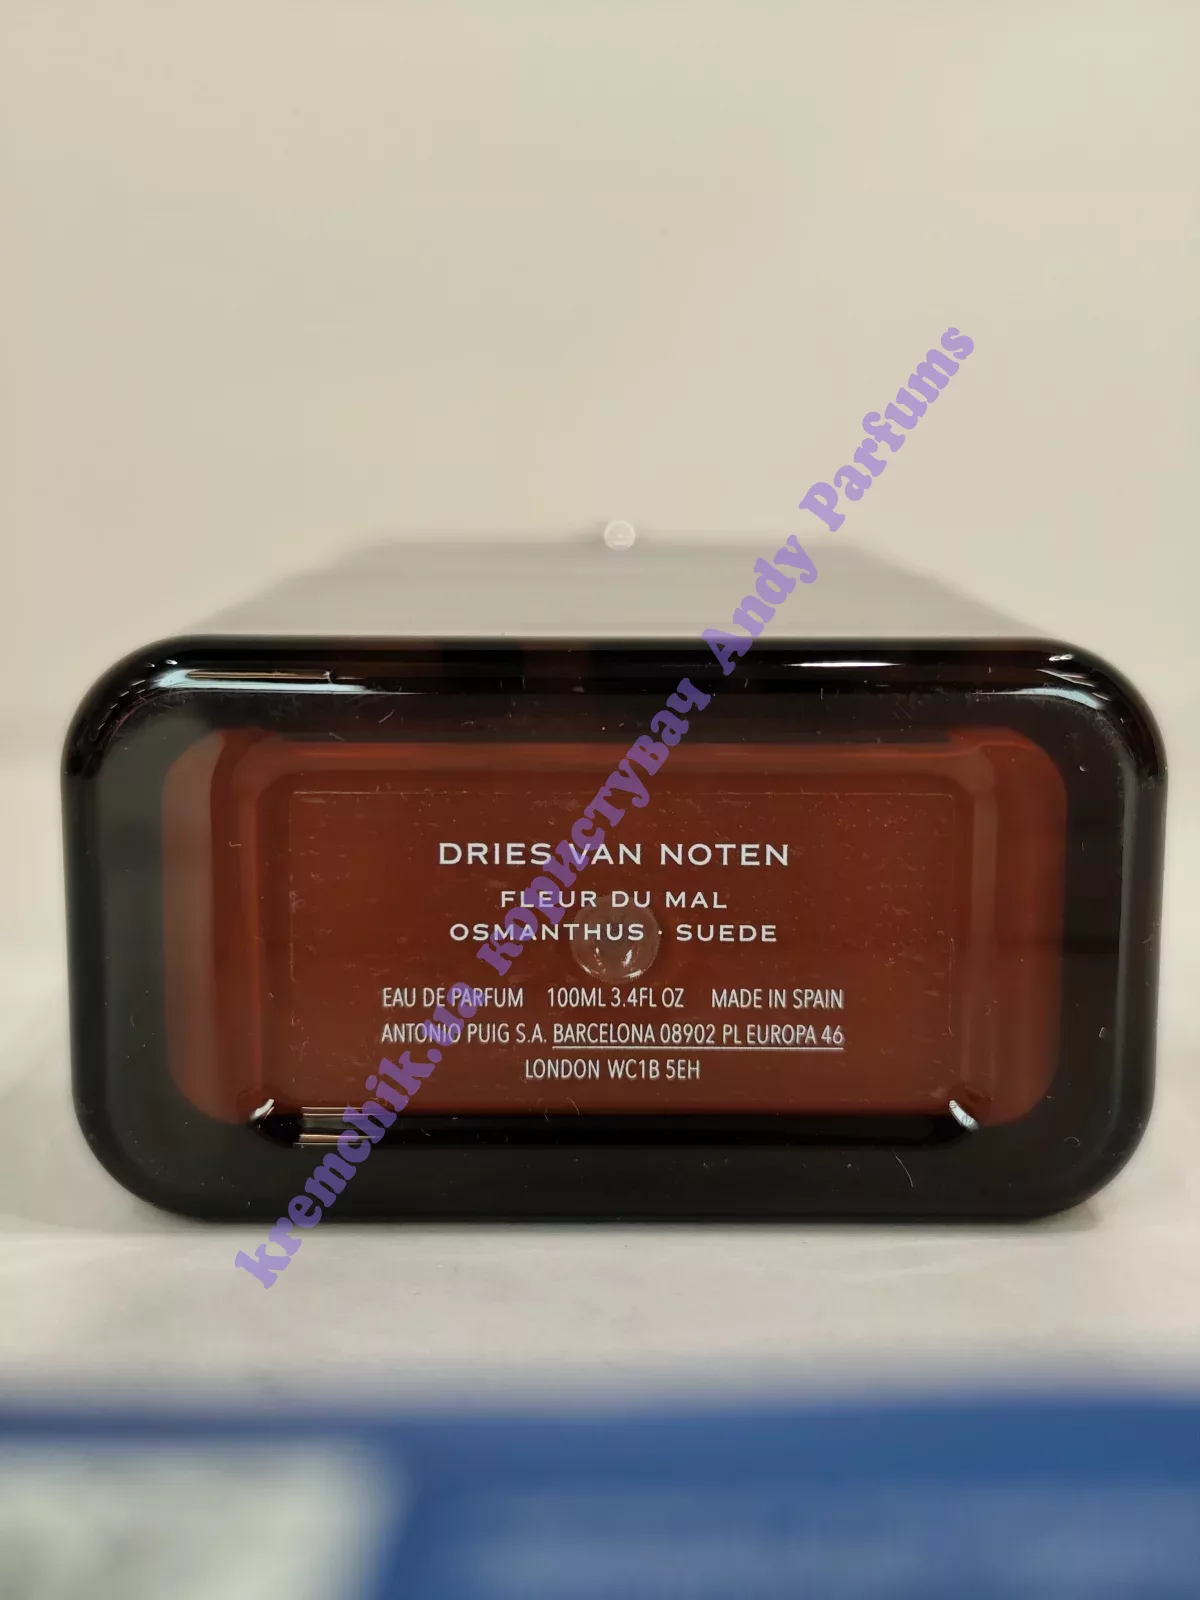 DRIES VAN NOTEN
FLEUR DU MAL
OSMANTHUS · SUEDE
EAU DE PARFUM 100ML 3.4FL OZ MADE IN SPAIN
ANTONIO PUIG S.A. BARCELONA 08902 PL EUROPA 46
LONDON WC1B 5EH
kremchik.ua користувач Andy Parfums